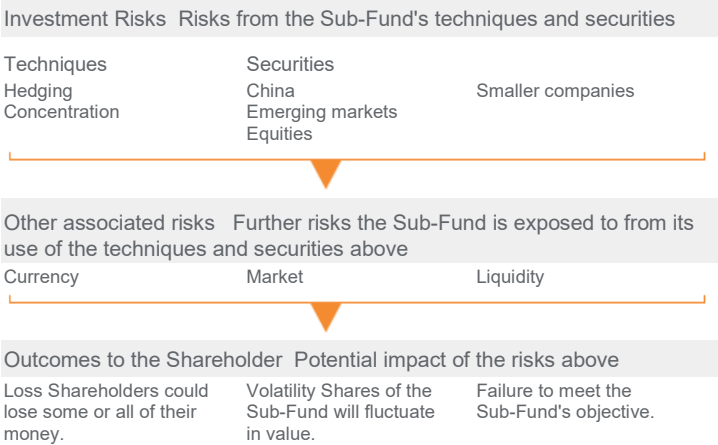 Investment Risks Risks from the Sub-Fund's techniques and securities
Techniques
Hedging
Concentration
Securities
China
Emerging markets
Equities
Smaller companies
Other associated risks Further risks the Sub-Fund is exposed to from its
use of the techniques and securities above
Currency
Market
Liquidity
Outcomes to the Shareholder Potential impact of the risks above
Loss Shareholders could
lose some or all of their
money.
Volatility Shares of the
Sub-Fund will fluctuate
in value.
Failure to meet the
Sub-Fund's objective.